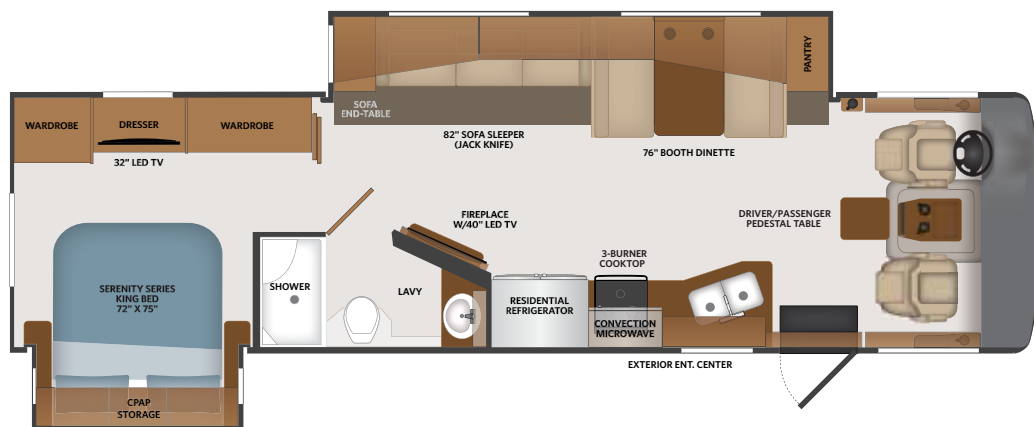 PANTRY
SOFA
END-TABLE
WARDROBE
DRESSER
WARDROBE
82" SOFA SLEEPER
(JACK KNIFE)
76" BOOTH DINETTE
32" LED TV
FIREPLACE
W/40" LED TV
DRIVER/PASSENGER
PEDESTAL TABLE
3-BURNER
COOKTOP
SERENITY SERIES
KING BED
72" X 75"
SHOWER
LAVY
RESIDENTIAL
REFRIGERATOR
CONVECTION
MICROWAVE
EXTERIOR ENT. CENTER
CPAP
STORAGE